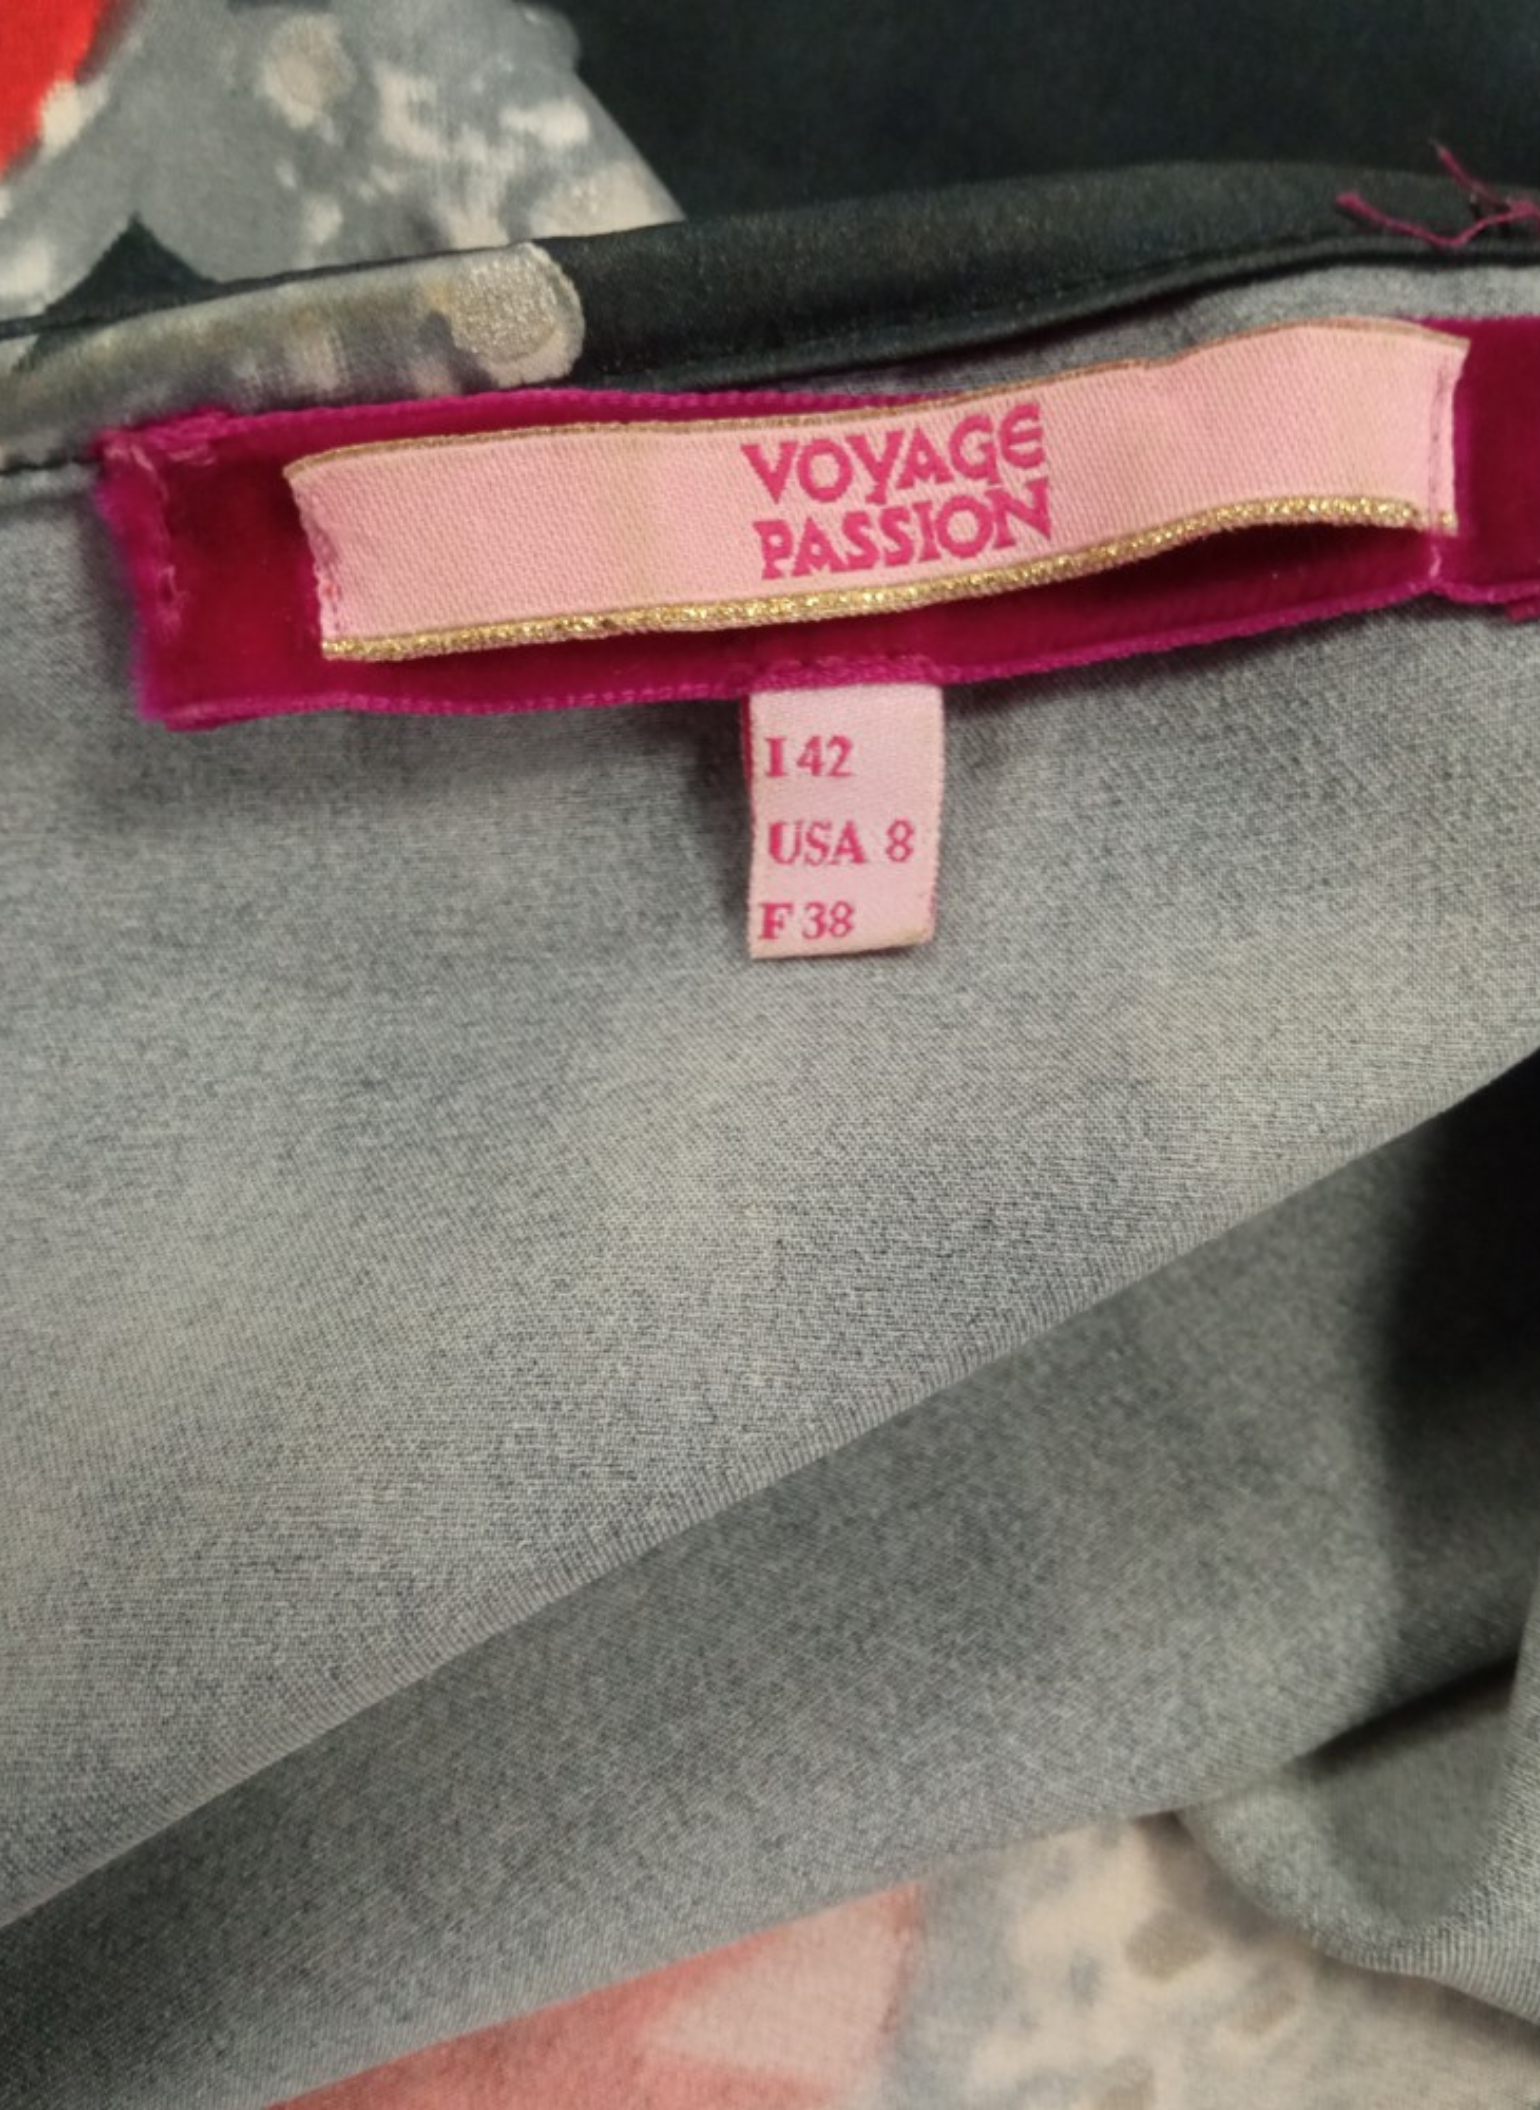 VOYAGE
PASSION
I 42
USA 8
F 38